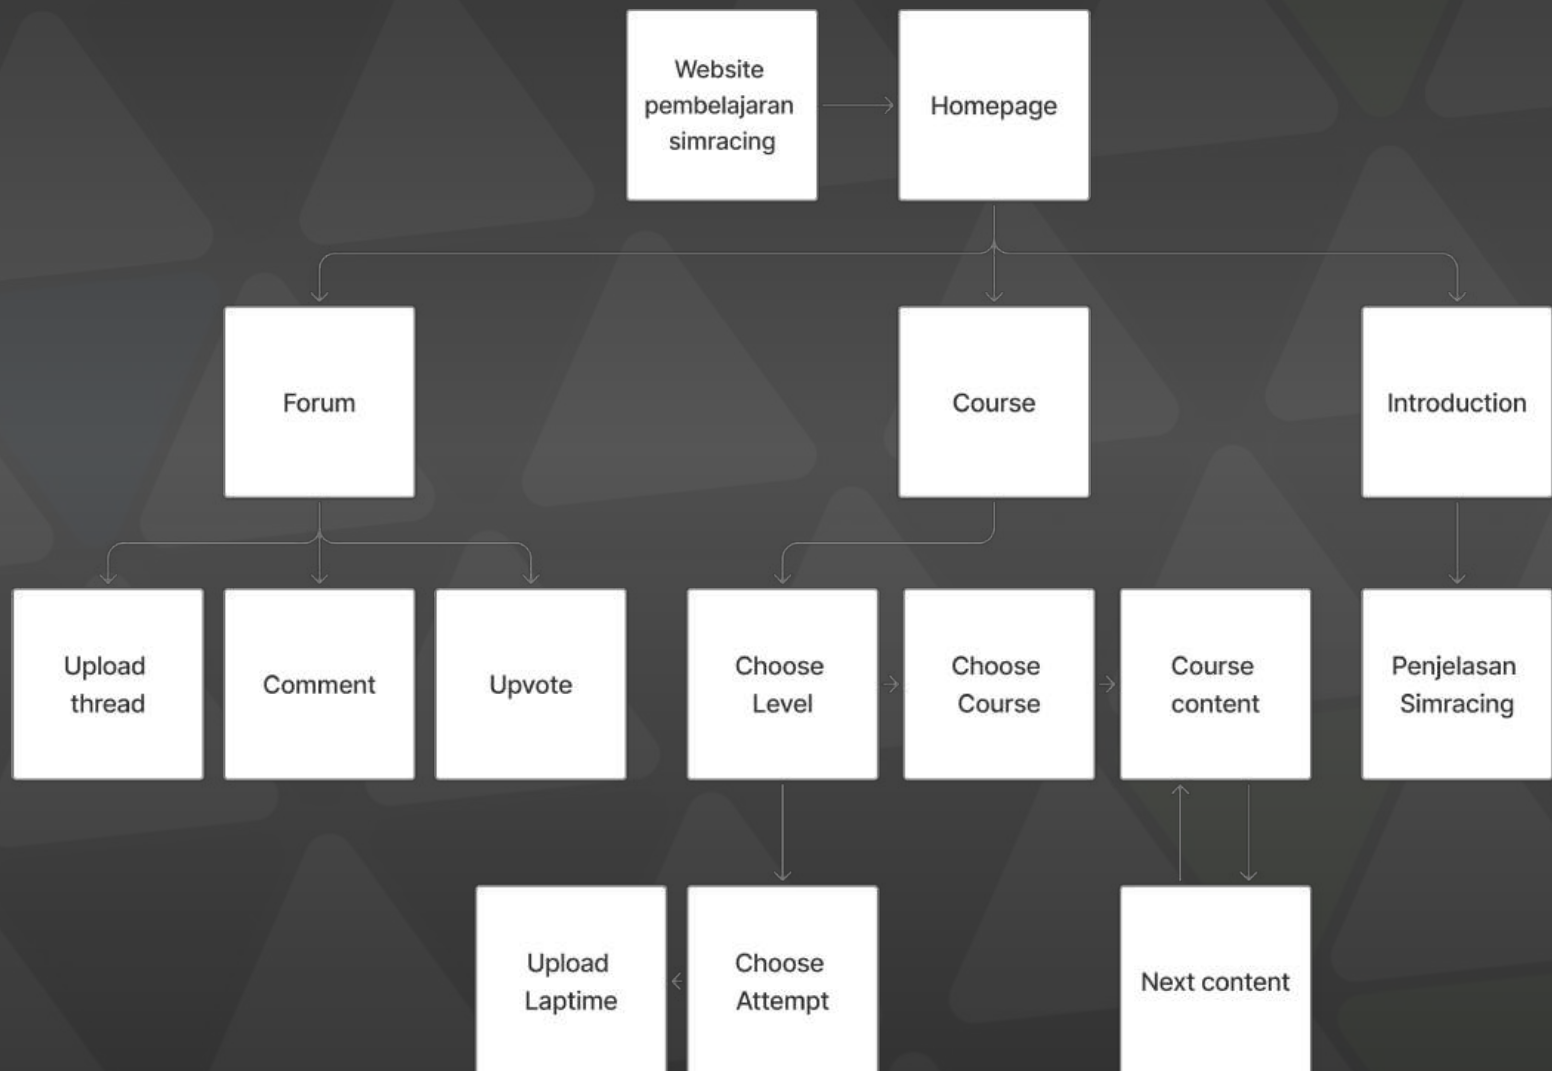 Website
pembelajaran
simracing
Homepage
Forum
Course
Introduction
Upload
thread
Comment
Upvote
Choose
Level
Choose
Course
Course
content
Penjelasan
Simracing
Upload
Laptime
Choose
Attempt
Next content